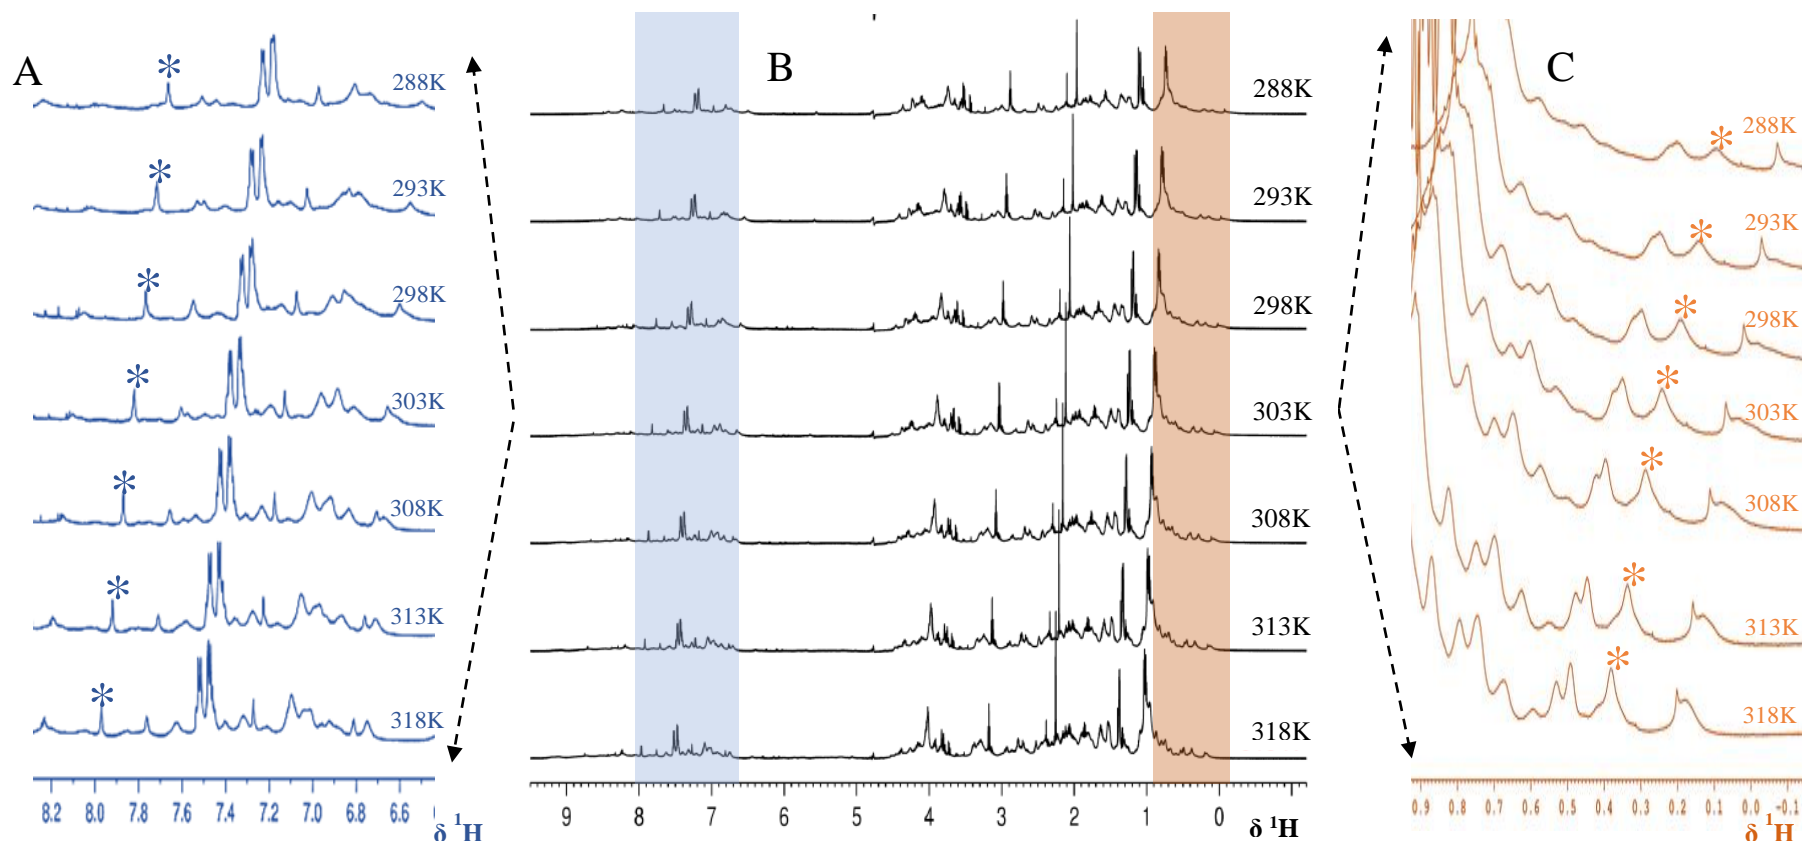 A
288K
293K
298K
303K
308K
313K
318K
8.2 8.0 7.8 7.6 7.4 7.2 7.0 6.8 6.6
δ ¹H
B
288K
293K
298K
303K
308K
313K
318K
9 8 7 6 5 4 3 2 1 0
δ ¹H
C
288K
293K
298K
303K
308K
313K
318K
0.9 0.8 0.7 0.6 0.5 0.4 0.3 0.2 0.1 0.0 -0.1
δ ¹H